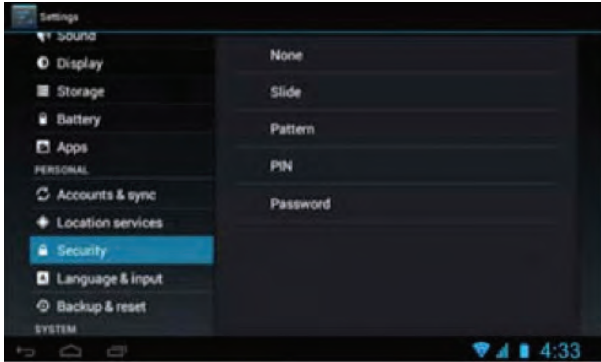 Settings
Sound
Display
Storage
Battery
Apps
PERSONAL
Accounts & sync
Location services
Security
Language & input
Backup & reset
SYSTEM
None
Slide
Pattern
PIN
Password
4:33